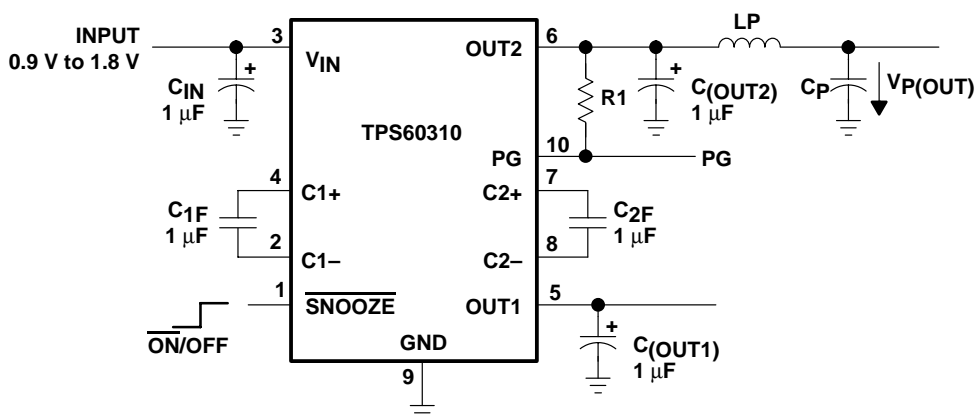 INPUT
0.9 V to 1.8 V
3
VIN
CIN
+
1 μF
TPS60310
OUT2
6
R1
+
C(OUT2)
1 μF
LP
CP
VP(OUT)
PG
10
PG
4
C1+
C1F
1 μF
2
C1–
7
C2+
C2F
1 μF
8
C2–
1
SNOOZE
ON/OFF
OUT1
5
+
C(OUT1)
1 μF
GND
9